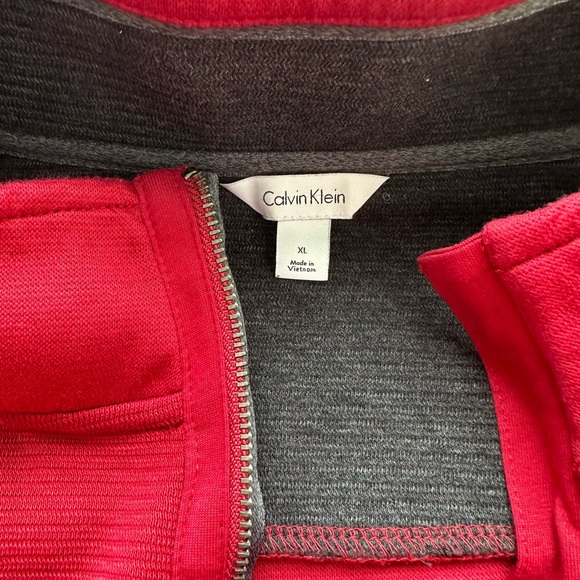 Calvin Klein
XL
Made in
Vietnam